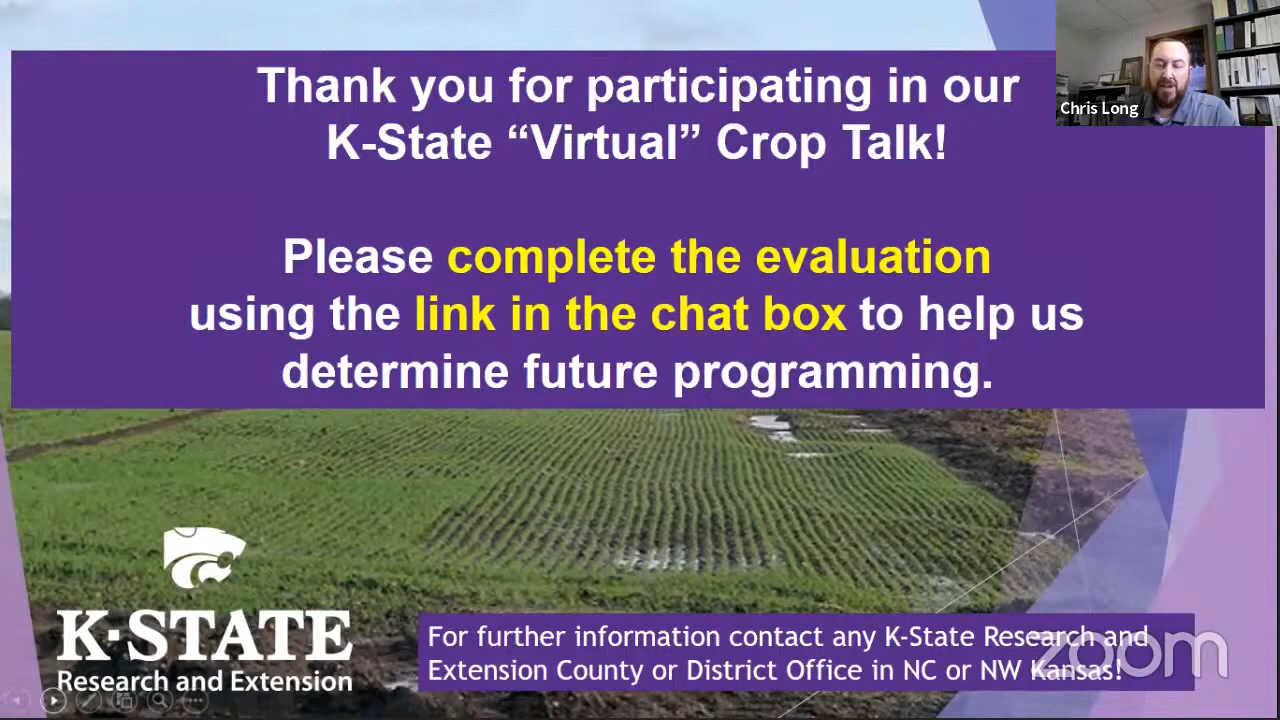 Thank you for participating in our
K-State “Virtual” Crop Talk!
Chris Long
Please complete the evaluation
using the link in the chat box to help us
determine future programming.
K-STATE
Research and Extension
For further information contact any K-State Research and
Extension County or District Office in NC or NW Kansas!
zoom